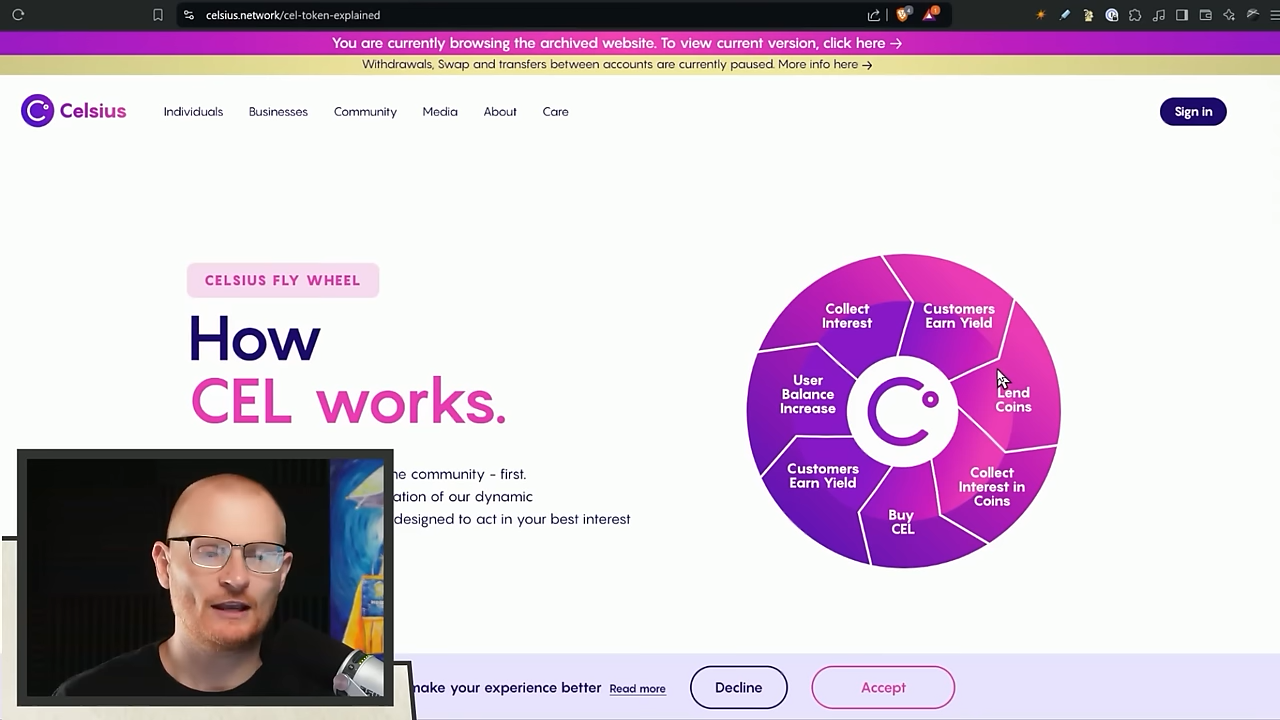 celsius.network/cel-token-explained
You are currently browsing the archived website. To view current version, click here →
Withdrawals, Swap and transfers between accounts are currently paused. More info here →
Celsius
Individuals
Businesses
Community
Media
About
Care
Sign in
CELSIUS FLY WHEEL
How
CEL works.
community - first.
of our dynamic
designed to act in your best interest
Collect
Interest
Customers
Earn Yield
Lend
Coins
Collect
Interest in
Coins
Buy
CEL
Customers
Earn Yield
User
Balance
Increase
make your experience better
Read more
Decline
Accept